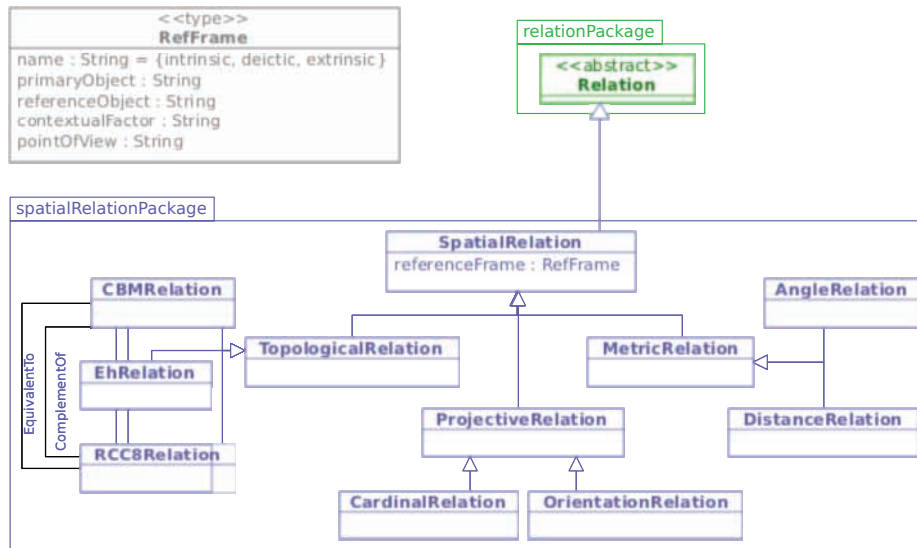 <<type>>
RefFrame
name : String = {intrinsic, deictic, extrinsic}
primaryObject : String
referenceObject : String
contextualFactor : String
pointOfView : String
relationPackage
<<abstract>>
Relation
spatialRelationPackage
SpatialRelation
referenceFrame : RefFrame
CBMRelation
AngleRelation
TopologicalRelation
MetricRelation
EhRelation
EquivalentTo
ComplementOf
ProjectiveRelation
DistanceRelation
RCC8Relation
CardinalRelation
OrientationRelation